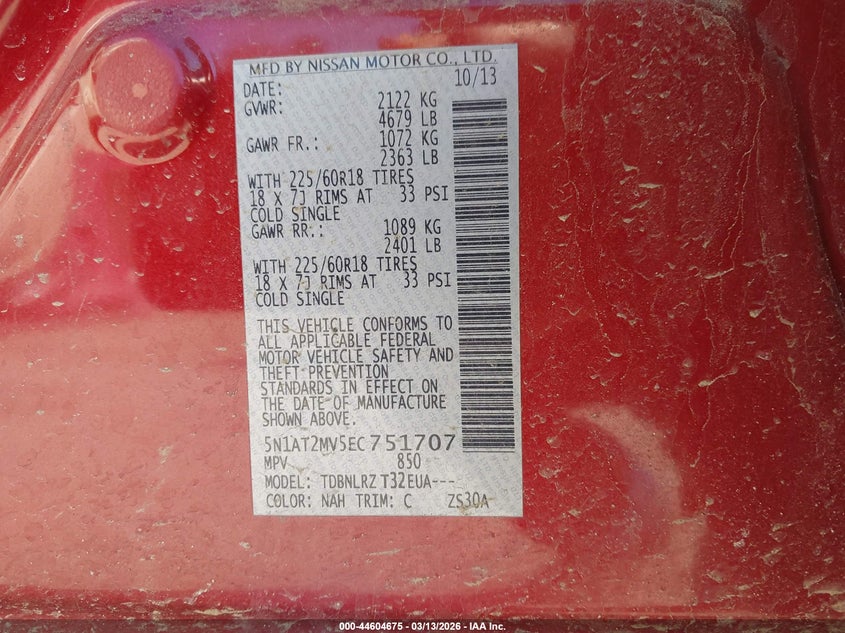 MFD BY NISSAN MOTOR CO., LTD.
DATE: 10/13
GVWR: 2122 KG
4679 LB
GAWR FR.: 1072 KG
2363 LB
WITH 225/60R18 TIRES
18 X 7J RIMS AT 33 PSI
COLD SINGLE
GAWR RR.: 1089 KG
2401 LB
WITH 225/60R18 TIRES
18 X 7J RIMS AT 33 PSI
COLD SINGLE
THIS VEHICLE CONFORMS TO
ALL APPLICABLE FEDERAL
MOTOR VEHICLE SAFETY AND
THEFT PREVENTION
STANDARDS IN EFFECT ON
THE DATE OF MANUFACTURE
SHOWN ABOVE.
5N1AT2MV5EC751707
MPV 850
MODEL: TDBNLRZ T32EUA---
COLOR: NAH TRIM: C ZS30A
000-44604675 - 03/13/2026 - IAA Inc.